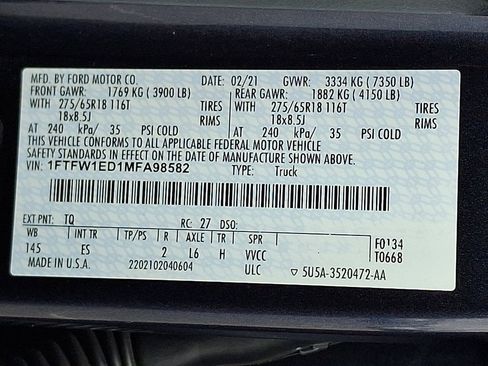 MFD. BY FORD MOTOR CO. DATE: 02/21 GVWR: 3334 KG ( 7350 LB)
FRONT GAWR: 1769 KG ( 3900 LB) REAR GAWR: 1882 KG ( 4150 LB)
WITH 275/65R18 116T TIRES WITH 275/65R18 116T TIRES
18x8.5J RIMS 18x8.5J RIMS
AT 240 kPa/ 35 PSI COLD AT 240 kPa/ 35 PSI COLD
THIS VEHICLE CONFORMS TO ALL APPLICABLE FEDERAL MOTOR VEHICLE
SAFETY STANDARDS IN EFFECT ON THE DATE OF MANUFACTURE SHOWN ABOVE.
VIN: 1FTFW1ED1MFA98582 TYPE: Truck
EXT PNT: TQ RC: 27 DSO:
WB INT TR TP/PS R AXLE TR SPR F0134
145 ES 2 L6 H VVCC T0668
2202102040604 ULC 5U5A-3520472-AA